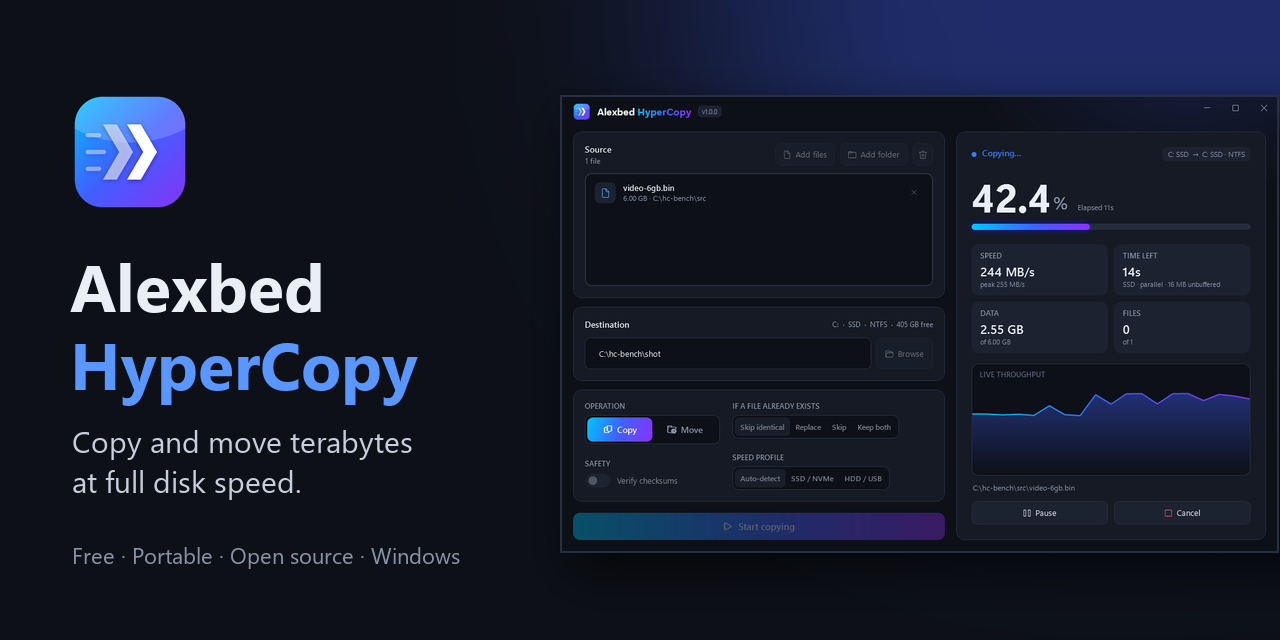 Alexbed
HyperCopy
Copy and move terabytes
at full disk speed.
Free · Portable · Open source · Windows
Alexbed HyperCopy v1.0.0
Source
1 file
Add files
Add folder
video-6gb.bin
6.00 GB · C:\hc-bench\src
Destination
C: · SSD · NTFS · 405 GB free
C:\hc-bench\shot
Browse
OPERATION
Copy
Move
IF A FILE ALREADY EXISTS
Skip identical
Replace
Skip
Keep both
SAFETY
Verify checksums
SPEED PROFILE
Auto-detect
SSD / NVMe
HDD / USB
Start copying
Copying...
C: SSD → C: SSD · NTFS
42.4 %
Elapsed 11s
SPEED
244 MB/s
peak 255 MB/s
TIME LEFT
14s
SSD · parallel · 16 MB unbuffered
DATA
2.55 GB
of 6.00 GB
FILES
0
of 1
LIVE THROUGHPUT
C:\hc-bench\src\video-6gb.bin
Pause
Cancel